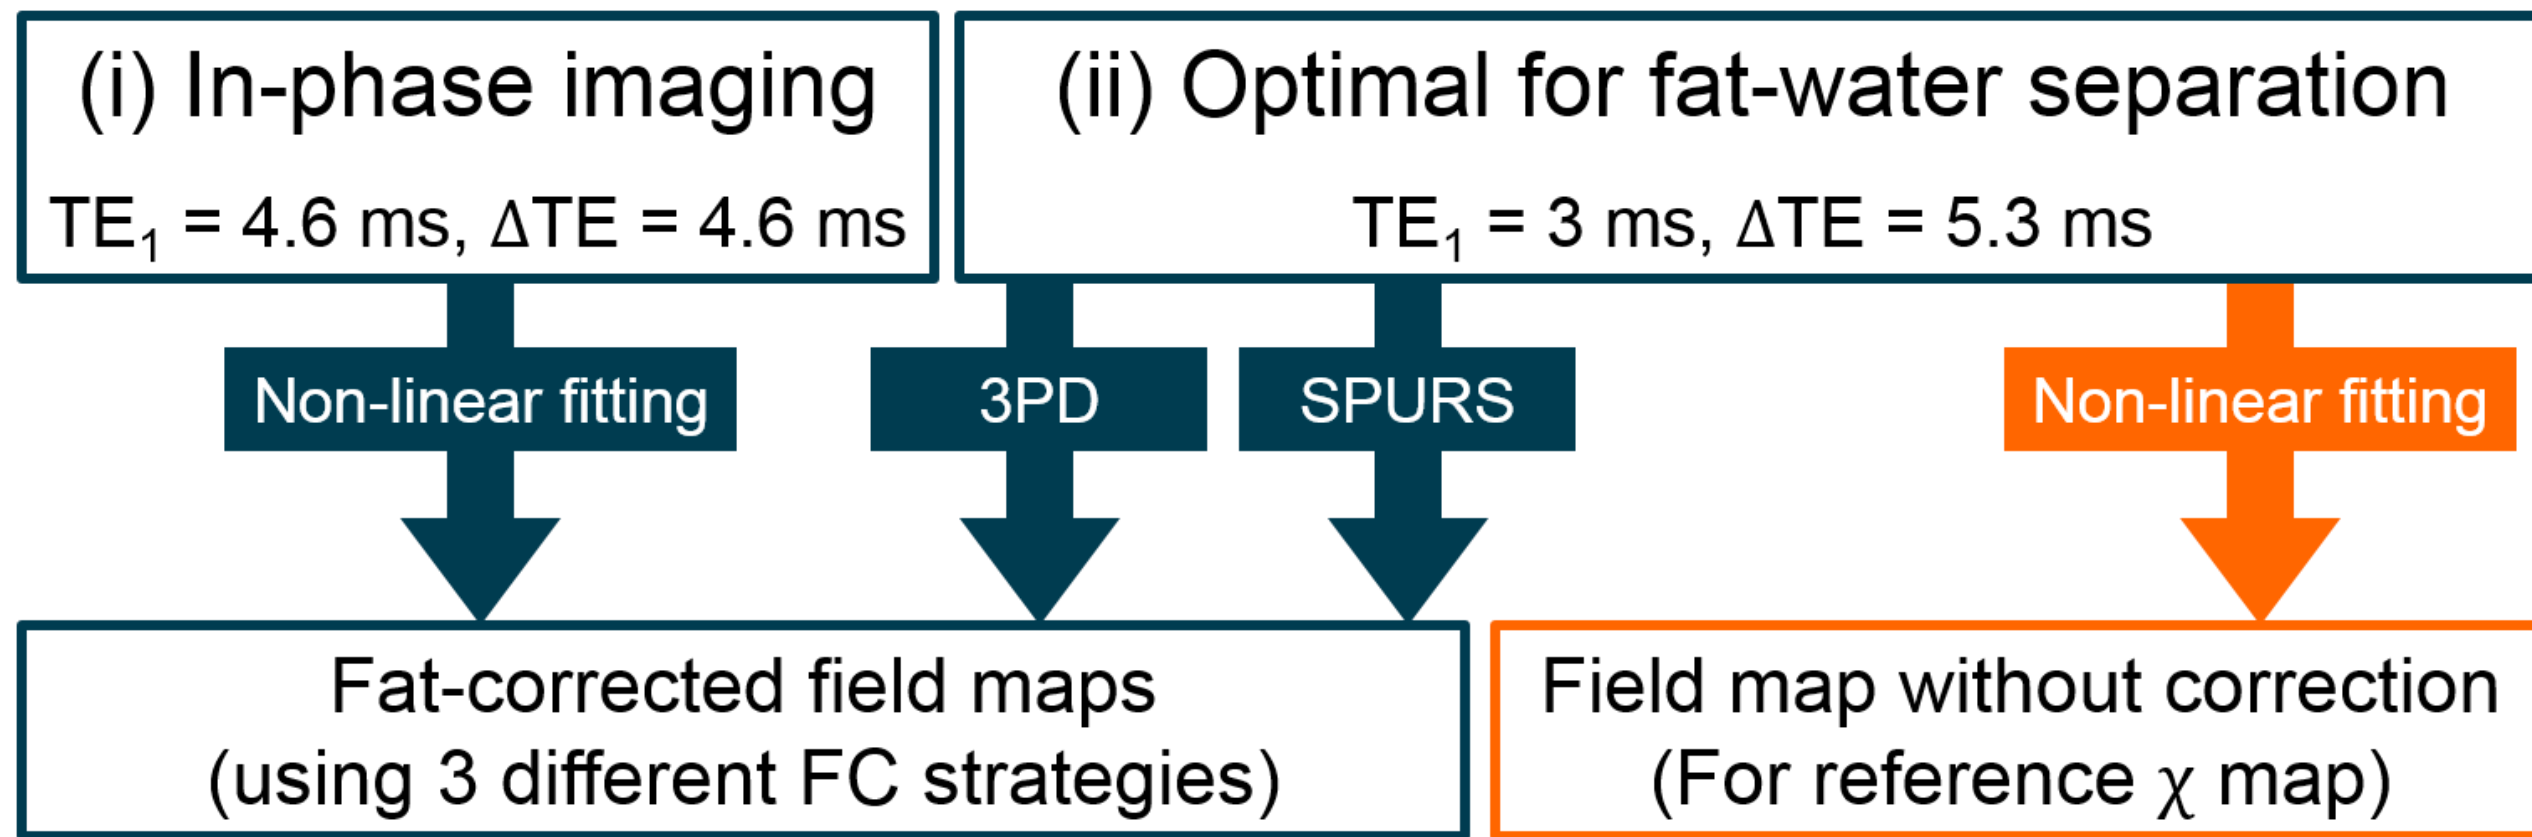 (i) In-phase imaging
TE₁ = 4.6 ms, ΔTE = 4.6 ms
(ii) Optimal for fat-water separation
TE₁ = 3 ms, ΔTE = 5.3 ms
Non-linear fitting
3PD
SPURS
Non-linear fitting
Fat-corrected field maps
(using 3 different FC strategies)
Field map without correction
(For reference χ map)